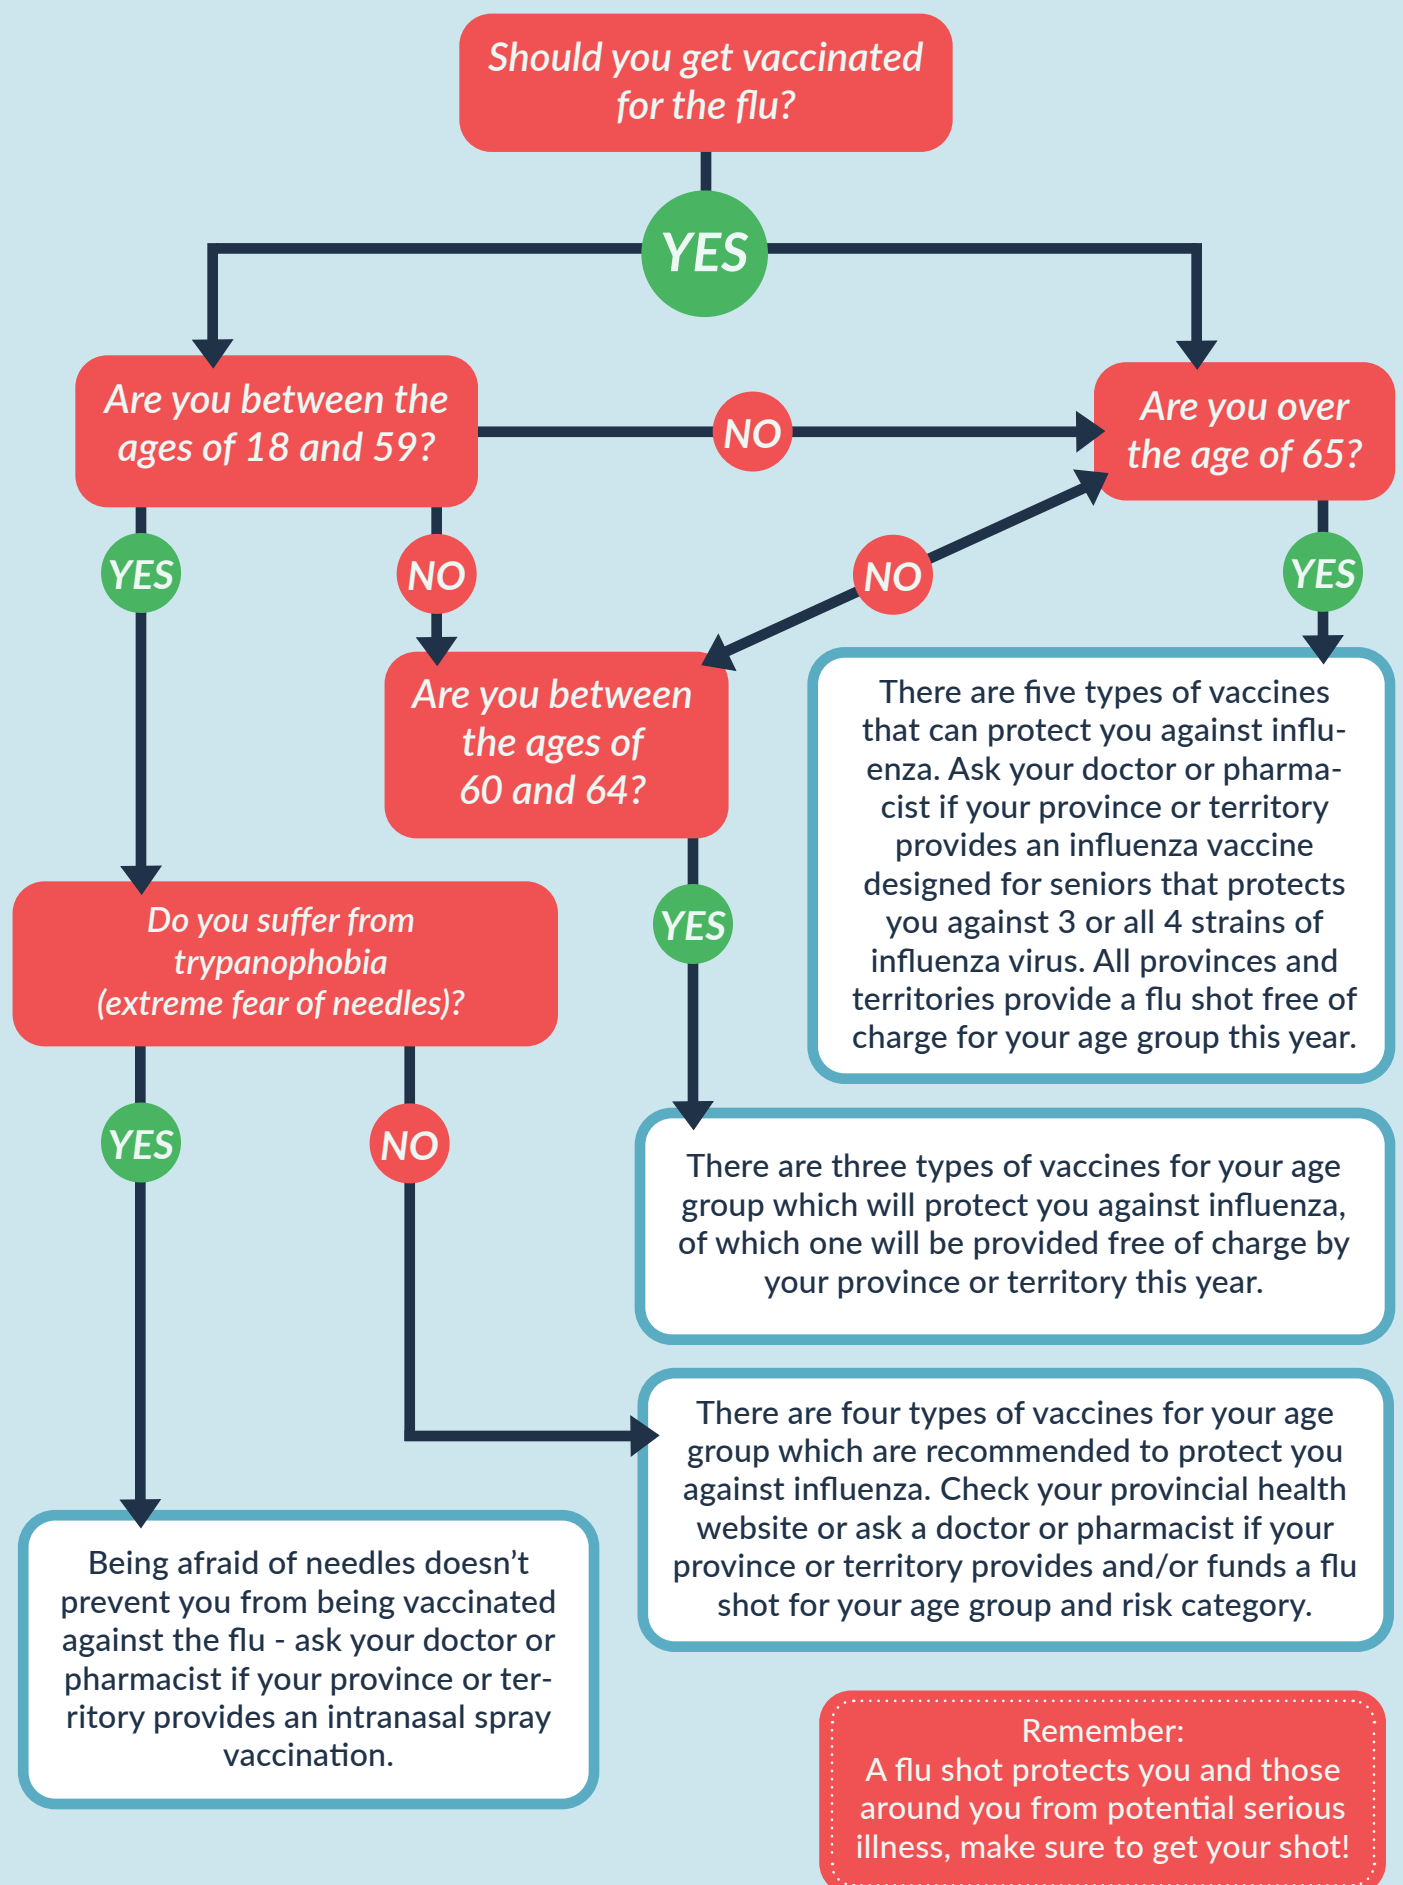 Should you get vaccinated
for the flu?
YES
Are you between the
ages of 18 and 59?
NO
Are you over
the age of 65?
YES
NO
NO
YES
Are you between
the ages of
60 and 64?
There are five types of vaccines
that can protect you against influ-
enza. Ask your doctor or pharma-
cist if your province or territory
provides an influenza vaccine
designed for seniors that protects
you against 3 or all 4 strains of
influenza virus. All provinces and
territories provide a flu shot free of
charge for your age group this year.
Do you suffer from
trypanophobia
(extreme fear of needles)?
YES
YES
NO
There are three types of vaccines for your age
group which will protect you against influenza,
of which one will be provided free of charge by
your province or territory this year.
There are four types of vaccines for your age
group which are recommended to protect you
against influenza. Check your provincial health
website or ask a doctor or pharmacist if your
province or territory provides and/or funds a flu
shot for your age group and risk category.
Being afraid of needles doesn't
prevent you from being vaccinated
against the flu - ask your doctor or
pharmacist if your province or ter-
ritory provides an intranasal spray
vaccination.
Remember:
A flu shot protects you and those
around you from potential serious
illness, make sure to get your shot!